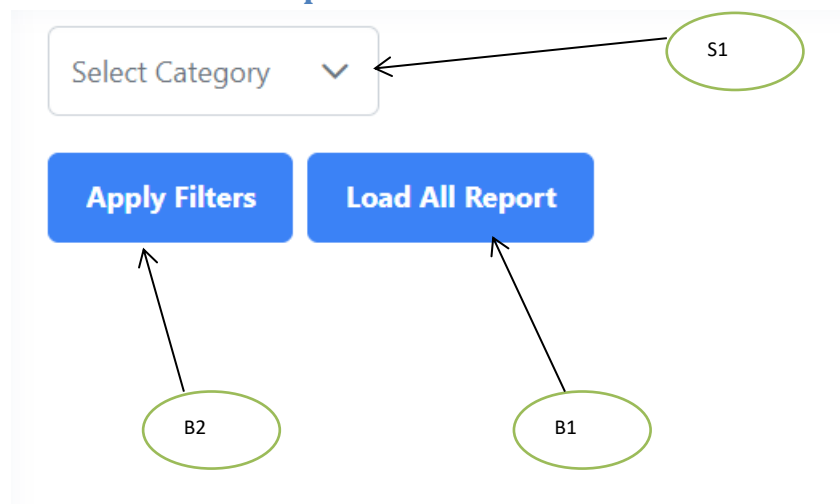 Select Category
S1
Apply Filters
Load All Report
B2
B1